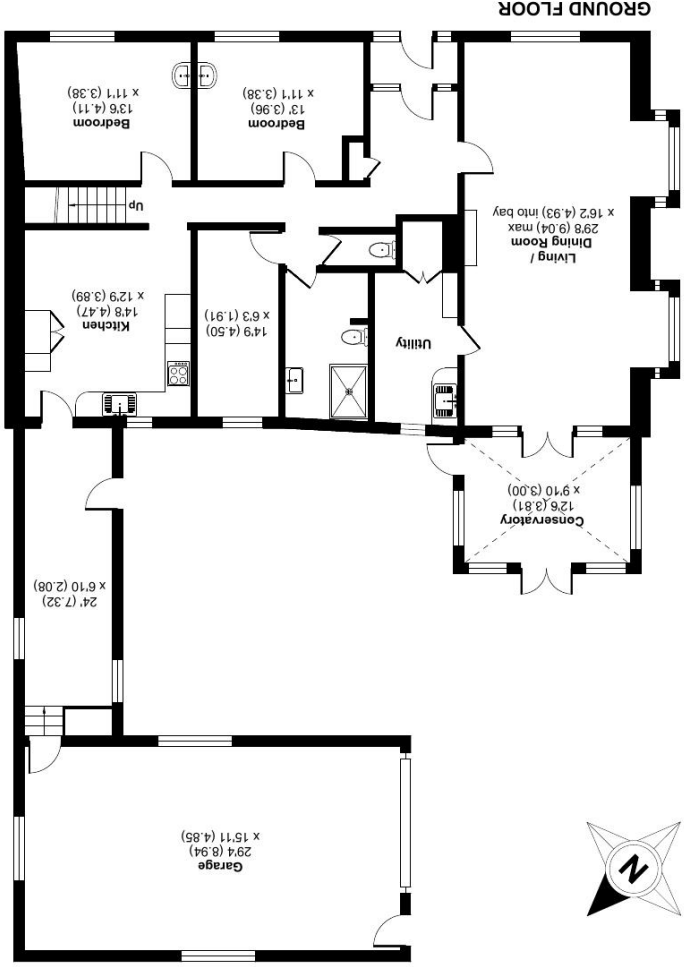 N
Garage
29'4 (8.94)
x 15'11 (4.85)
24' (7.32)
x 6'10 (2.08)
Conservatory
12'6 (3.81)
x 9'10 (3.00)
Utility
14'9 (4.50)
x 6'3 (1.91)
Kitchen
14'8 (4.47)
x 12'9 (3.89)
Living /
Dining Room
29'8 (9.04) max
x 16'2 (4.93) into bay
Up
Bedroom
13' (3.96)
x 11'1 (3.38)
Bedroom
13'6 (4.11)
x 11'1 (3.38)
GROUND FLOOR